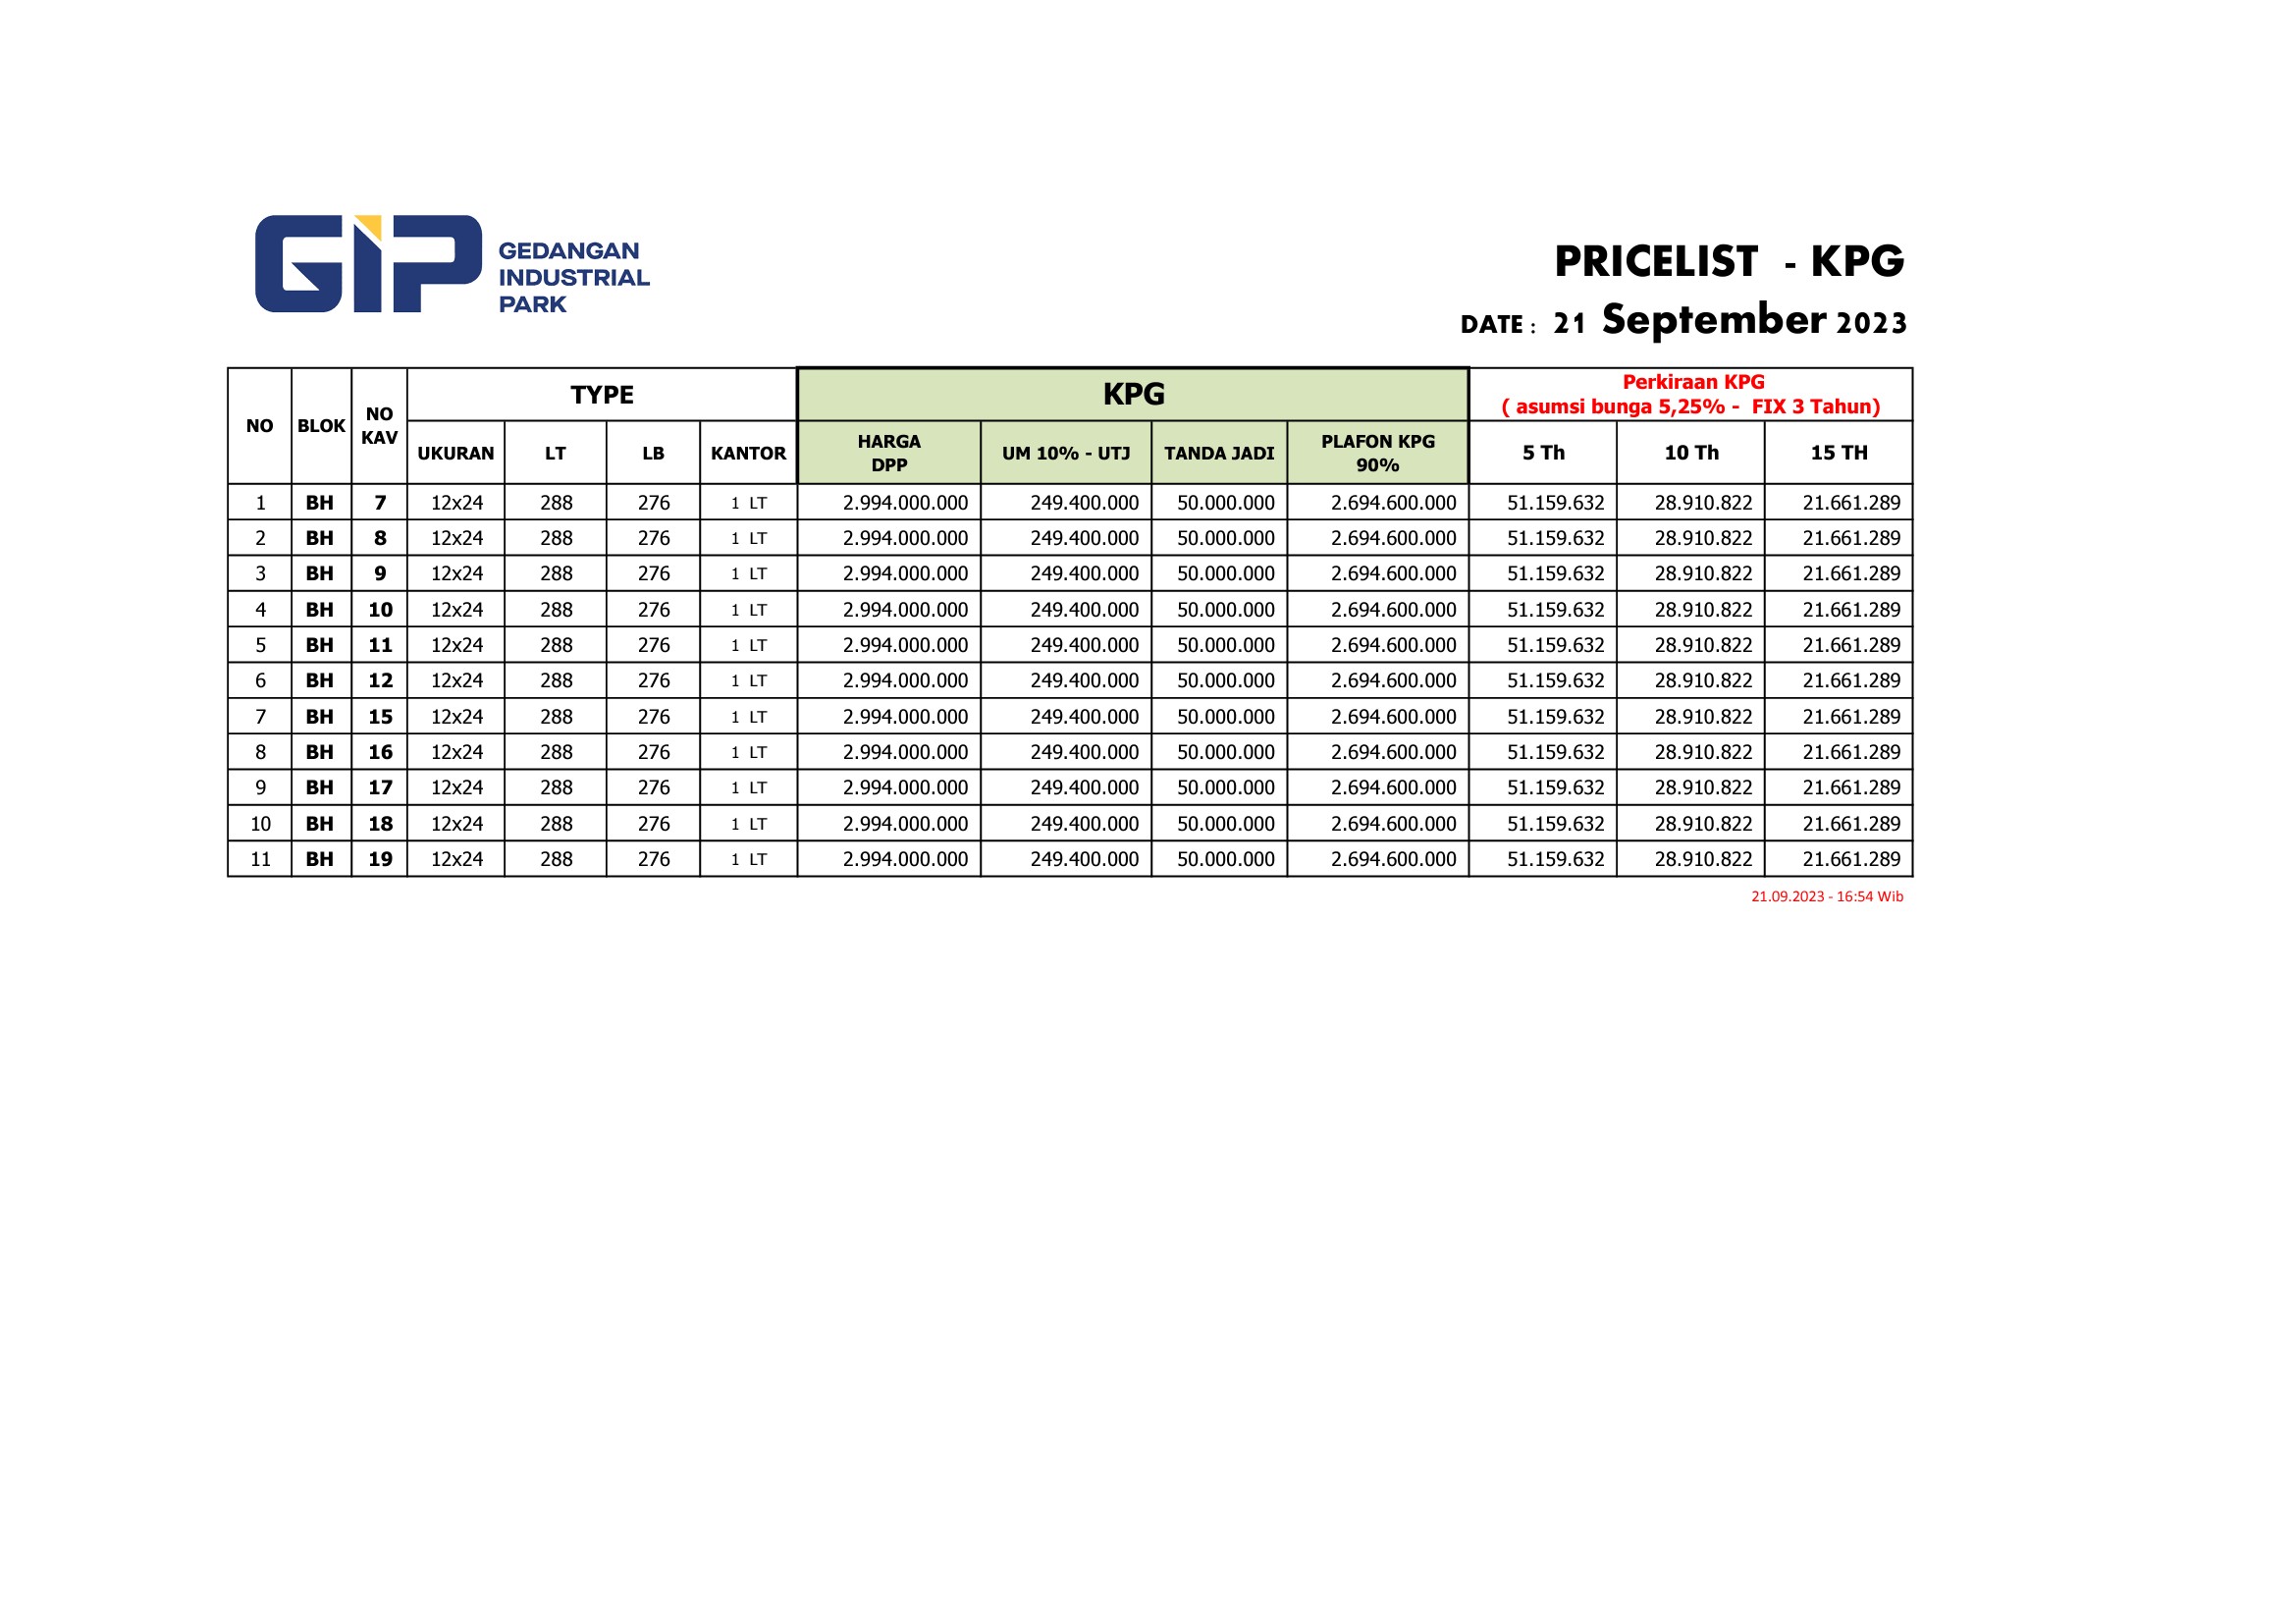 GIP
GEDANGAN
INDUSTRIAL
PARK
PRICELIST - KPG
DATE : 21 September 2023
NO BLOK NO KAV TYPE KPG Perkiraan KPG
( asumsi bunga 5,25% - FIX 3 Tahun)
UKURAN LT LB KANTOR HARGA DPP UM 10% - UTJ TANDA JADI PLAFON KPG 90% 5 Th 10 Th 15 TH
1 BH 7 12x24 288 276 1 LT 2.994.000.000 249.400.000 50.000.000 2.694.600.000 51.159.632 28.910.822 21.661.289
2 BH 8 12x24 288 276 1 LT 2.994.000.000 249.400.000 50.000.000 2.694.600.000 51.159.632 28.910.822 21.661.289
3 BH 9 12x24 288 276 1 LT 2.994.000.000 249.400.000 50.000.000 2.694.600.000 51.159.632 28.910.822 21.661.289
4 BH 10 12x24 288 276 1 LT 2.994.000.000 249.400.000 50.000.000 2.694.600.000 51.159.632 28.910.822 21.661.289
5 BH 11 12x24 288 276 1 LT 2.994.000.000 249.400.000 50.000.000 2.694.600.000 51.159.632 28.910.822 21.661.289
6 BH 12 12x24 288 276 1 LT 2.994.000.000 249.400.000 50.000.000 2.694.600.000 51.159.632 28.910.822 21.661.289
7 BH 15 12x24 288 276 1 LT 2.994.000.000 249.400.000 50.000.000 2.694.600.000 51.159.632 28.910.822 21.661.289
8 BH 16 12x24 288 276 1 LT 2.994.000.000 249.400.000 50.000.000 2.694.600.000 51.159.632 28.910.822 21.661.289
9 BH 17 12x24 288 276 1 LT 2.994.000.000 249.400.000 50.000.000 2.694.600.000 51.159.632 28.910.822 21.661.289
10 BH 18 12x24 288 276 1 LT 2.994.000.000 249.400.000 50.000.000 2.694.600.000 51.159.632 28.910.822 21.661.289
11 BH 19 12x24 288 276 1 LT 2.994.000.000 249.400.000 50.000.000 2.694.600.000 51.159.632 28.910.822 21.661.289
21.09.2023 - 16:54 Wib